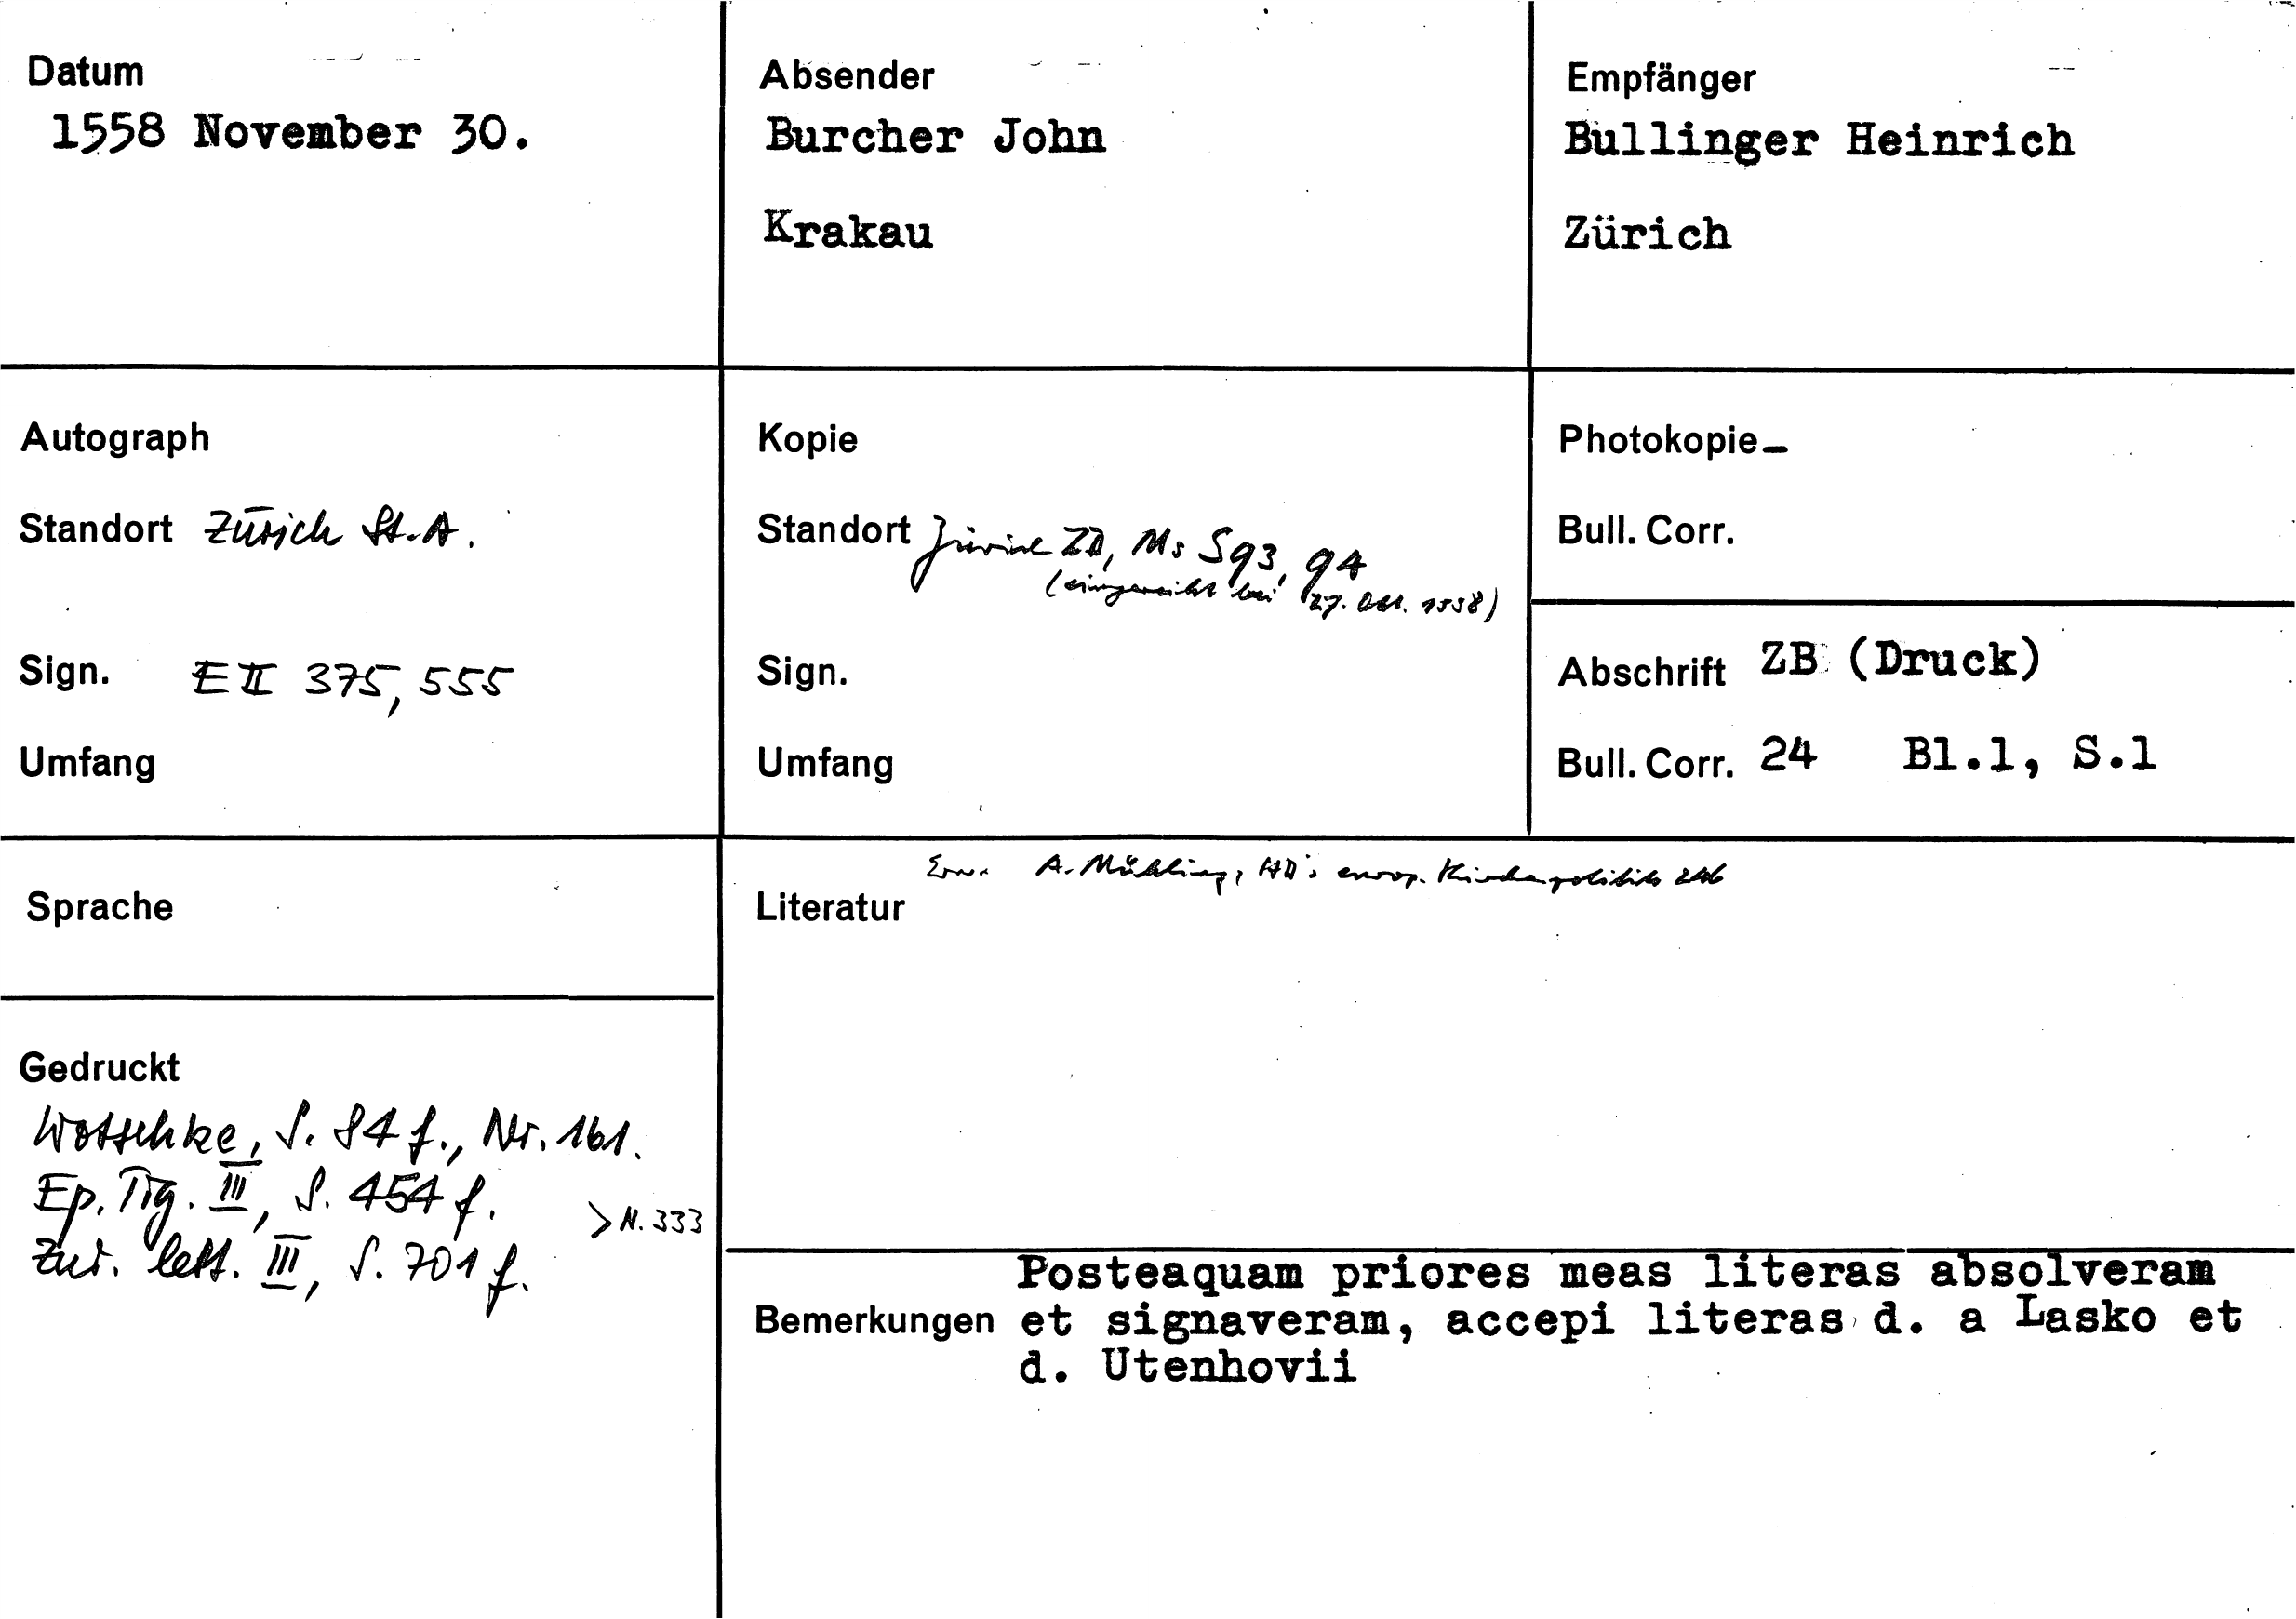 Datum
1558 November 30.
Absender
Burcher John
Krakau
Empfänger
Bullinger Heinrich
Zürich
Autograph
Standort Zürich St.A.
Sign. E II 375, 555
Umfang
Kopie
Standort Zürich ZB, Ms S 93, 94
(eingereiht bei 27. Okt. 1558)
Sign.
Umfang
Photokopie
Bull. Corr.
Abschrift ZB (Druck)
Bull. Corr. 24 Bl.1, S.1
Sprache
Gedruckt
Wotschke, S. 84 f., Nr. 161.
Ep. Tig. III, S. 454 f.
> N. 333
Zur. lett. III, S. 701 f.
Literatur
A. Mühling, HBs europ. Kirchenpolitik 246
Bemerkungen
Posteaquam priores meas literas absolveram
et signaveram, accepi literas d. a Lasko et
d. Utenhovii